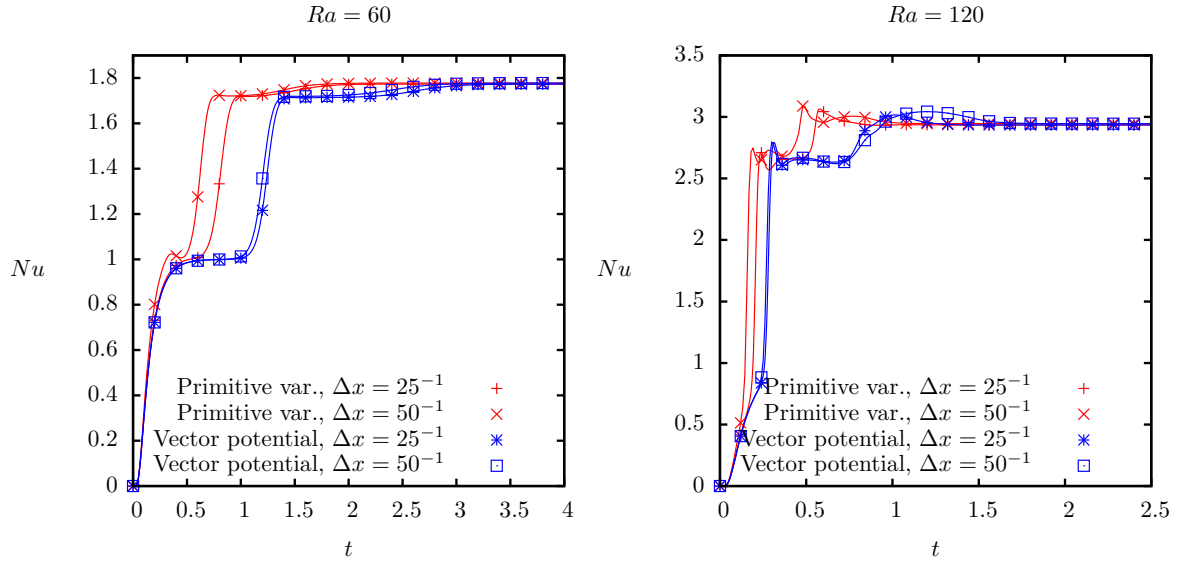 Ra = 60
Nu
1.8
1.6
1.4
1.2
1
0.8
0.6
0.4
0.2
0
Primitive var., Δx = 25⁻¹
Primitive var., Δx = 50⁻¹
Vector potential, Δx = 25⁻¹
Vector potential, Δx = 50⁻¹
0 0.5 1 1.5 2 2.5 3 3.5 4
t
Ra = 120
Nu
3.5
3
2.5
2
1.5
1
0.5
0
Primitive var., Δx = 25⁻¹
Primitive var., Δx = 50⁻¹
Vector potential, Δx = 25⁻¹
Vector potential, Δx = 50⁻¹
0 0.5 1 1.5 2 2.5
t